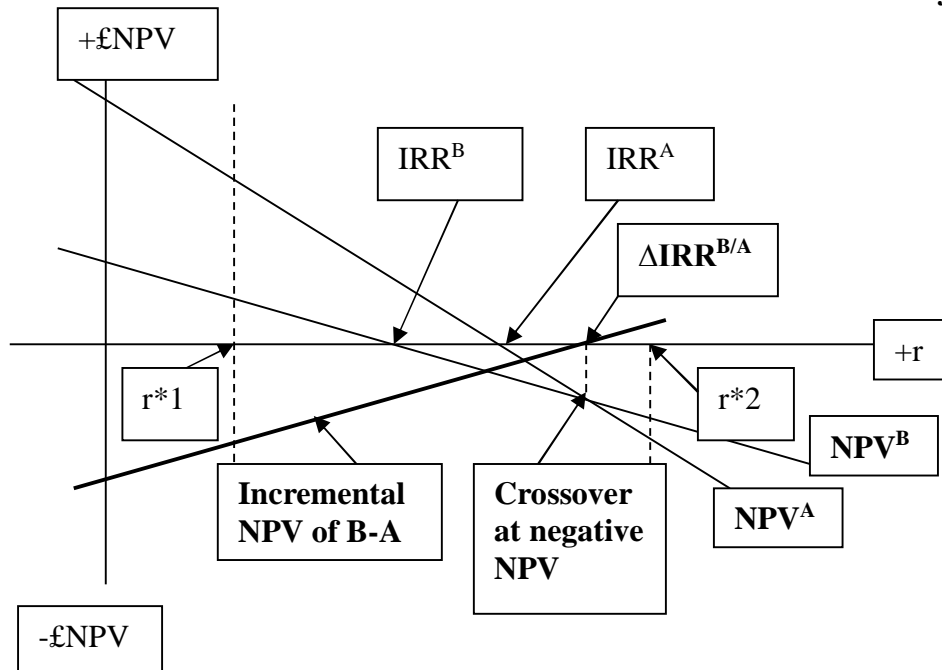 +£NPV
IRR^B
IRR^A
ΔIRR^B/A
+r
r*1
r*2
NPV^B
Incremental
NPV of B-A
Crossover
at negative
NPV
NPV^A
-£NPV